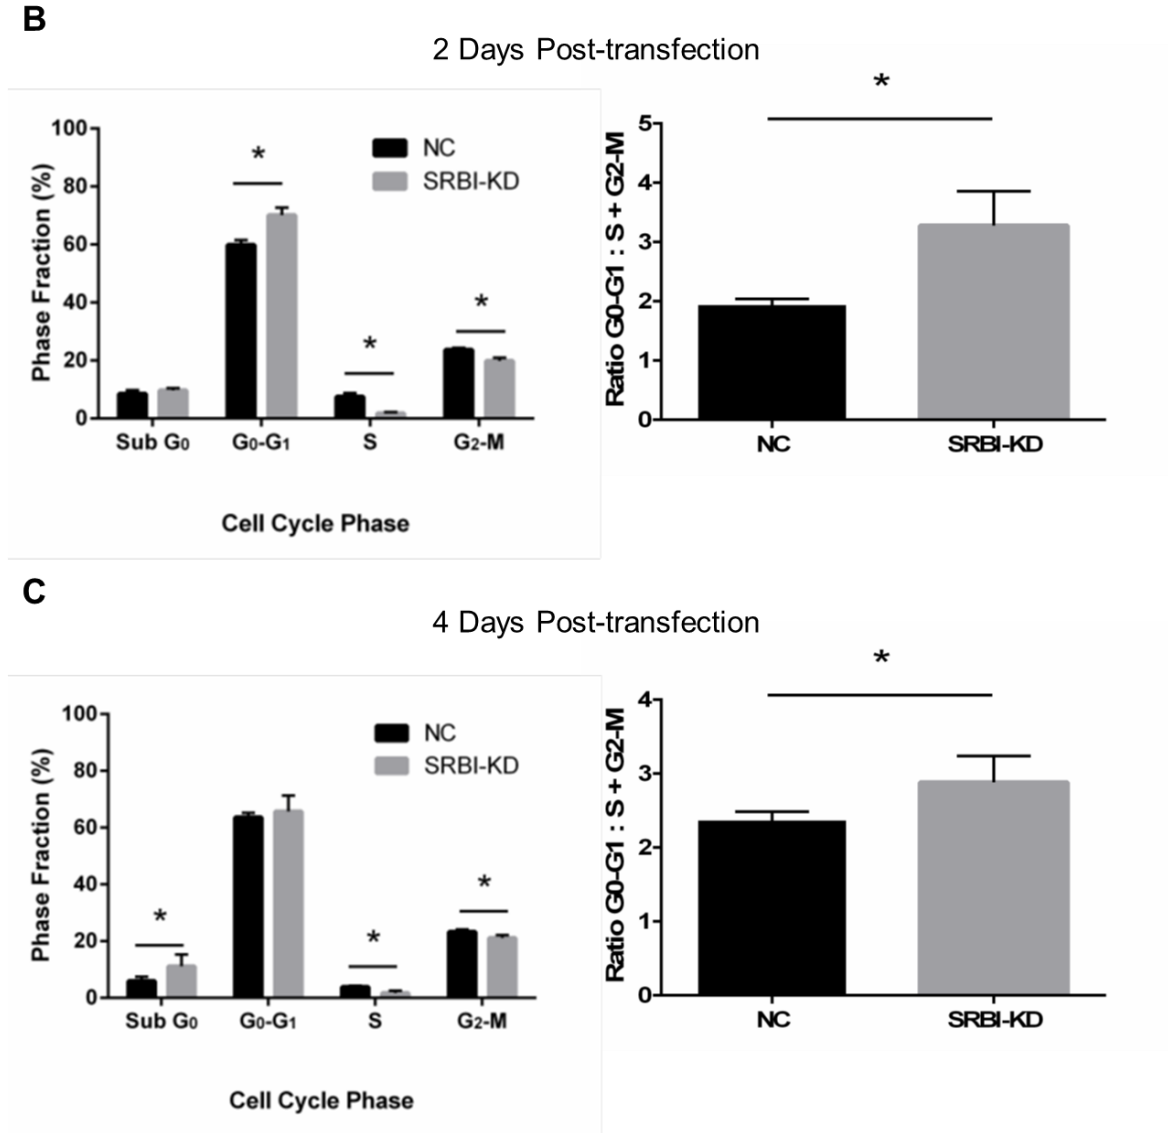 B
2 Days Post-transfection
Phase Fraction (%)
100
80
60
40
20
0
*
*
*
NC
SRBI-KD
Sub G0
G0-G1
S
G2-M
Cell Cycle Phase
Ratio G0-G1 : S + G2-M
5
4
3
2
1
0
*
NC
SRBI-KD
C
4 Days Post-transfection
Phase Fraction (%)
100
80
60
40
20
0
*
*
*
NC
SRBI-KD
Sub G0
G0-G1
S
G2-M
Cell Cycle Phase
Ratio G0-G1 : S + G2-M
4
3
2
1
0
*
NC
SRBI-KD